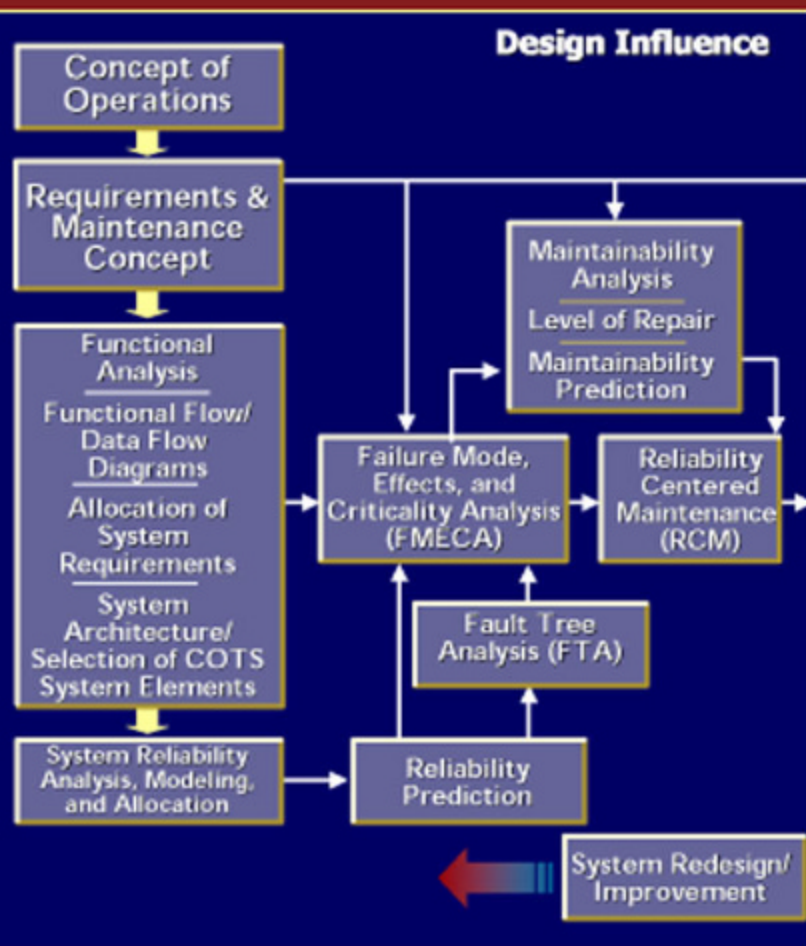 Design Influence
Concept of
Operations
Requirements &
Maintenance
Concept
Functional
Analysis
Functional Flow/
Data Flow
Diagrams
Allocation of
System
Requirements
System
Architecture/
Selection of COTS
System Elements
System Reliability
Analysis, Modeling,
and Allocation
Maintainability
Analysis
Level of Repair
Maintainability
Prediction
Failure Mode,
Effects, and
Criticality Analysis
(FMECA)
Reliability
Centered
Maintenance
(RCM)
Fault Tree
Analysis (FTA)
Reliability
Prediction
System Redesign/
Improvement